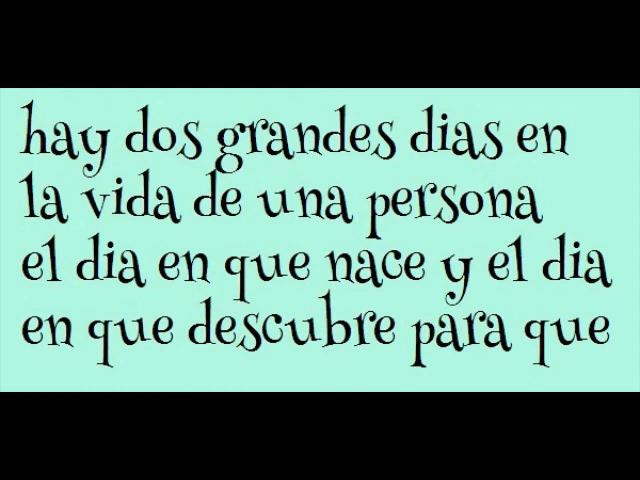 hay dos grandes dias en
la vida de una persona
el dia en que nace y el dia
en que descubre para que